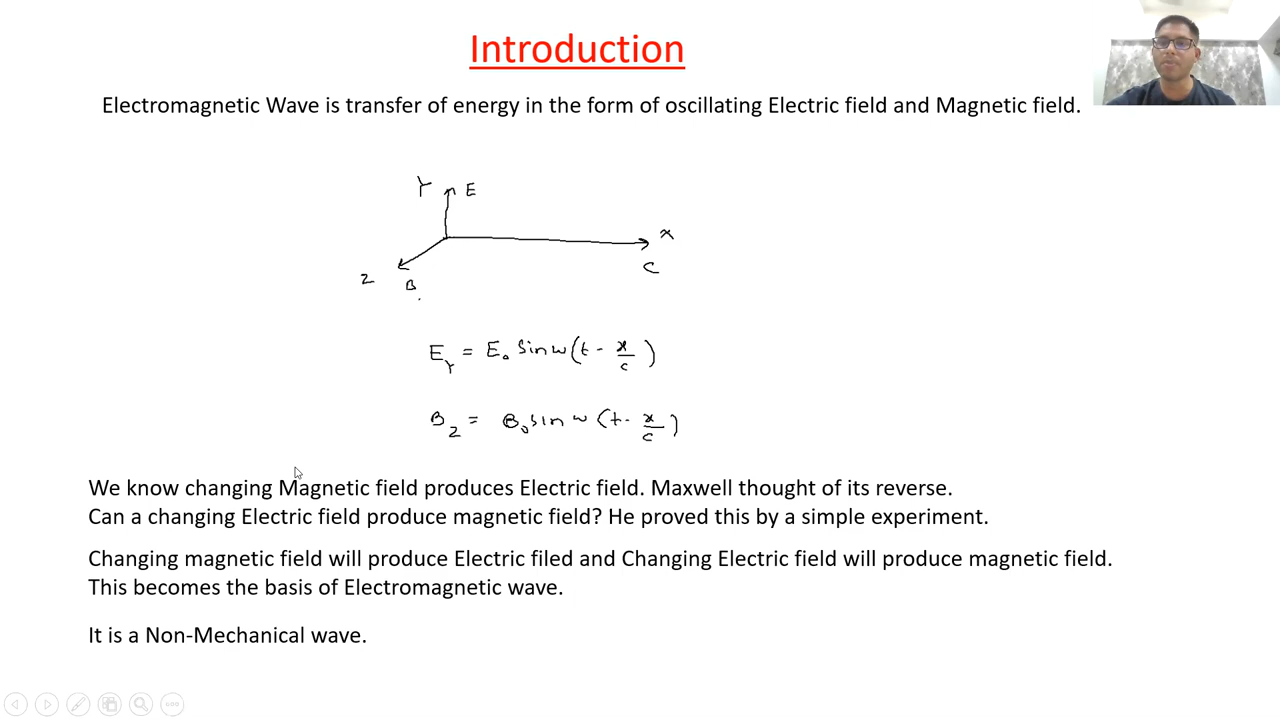 Introduction
Electromagnetic Wave is transfer of energy in the form of oscillating Electric field and Magnetic field.
Y E
x
C
Z B
E_Y = E₀ sin w (t - x/c)
B_Z = B₀ sin w (t - x/c)
We know changing Magnetic field produces Electric field. Maxwell thought of its reverse.
Can a changing Electric field produce magnetic field? He proved this by a simple experiment.
Changing magnetic field will produce Electric filed and Changing Electric field will produce magnetic field.
This becomes the basis of Electromagnetic wave.
It is a Non-Mechanical wave.